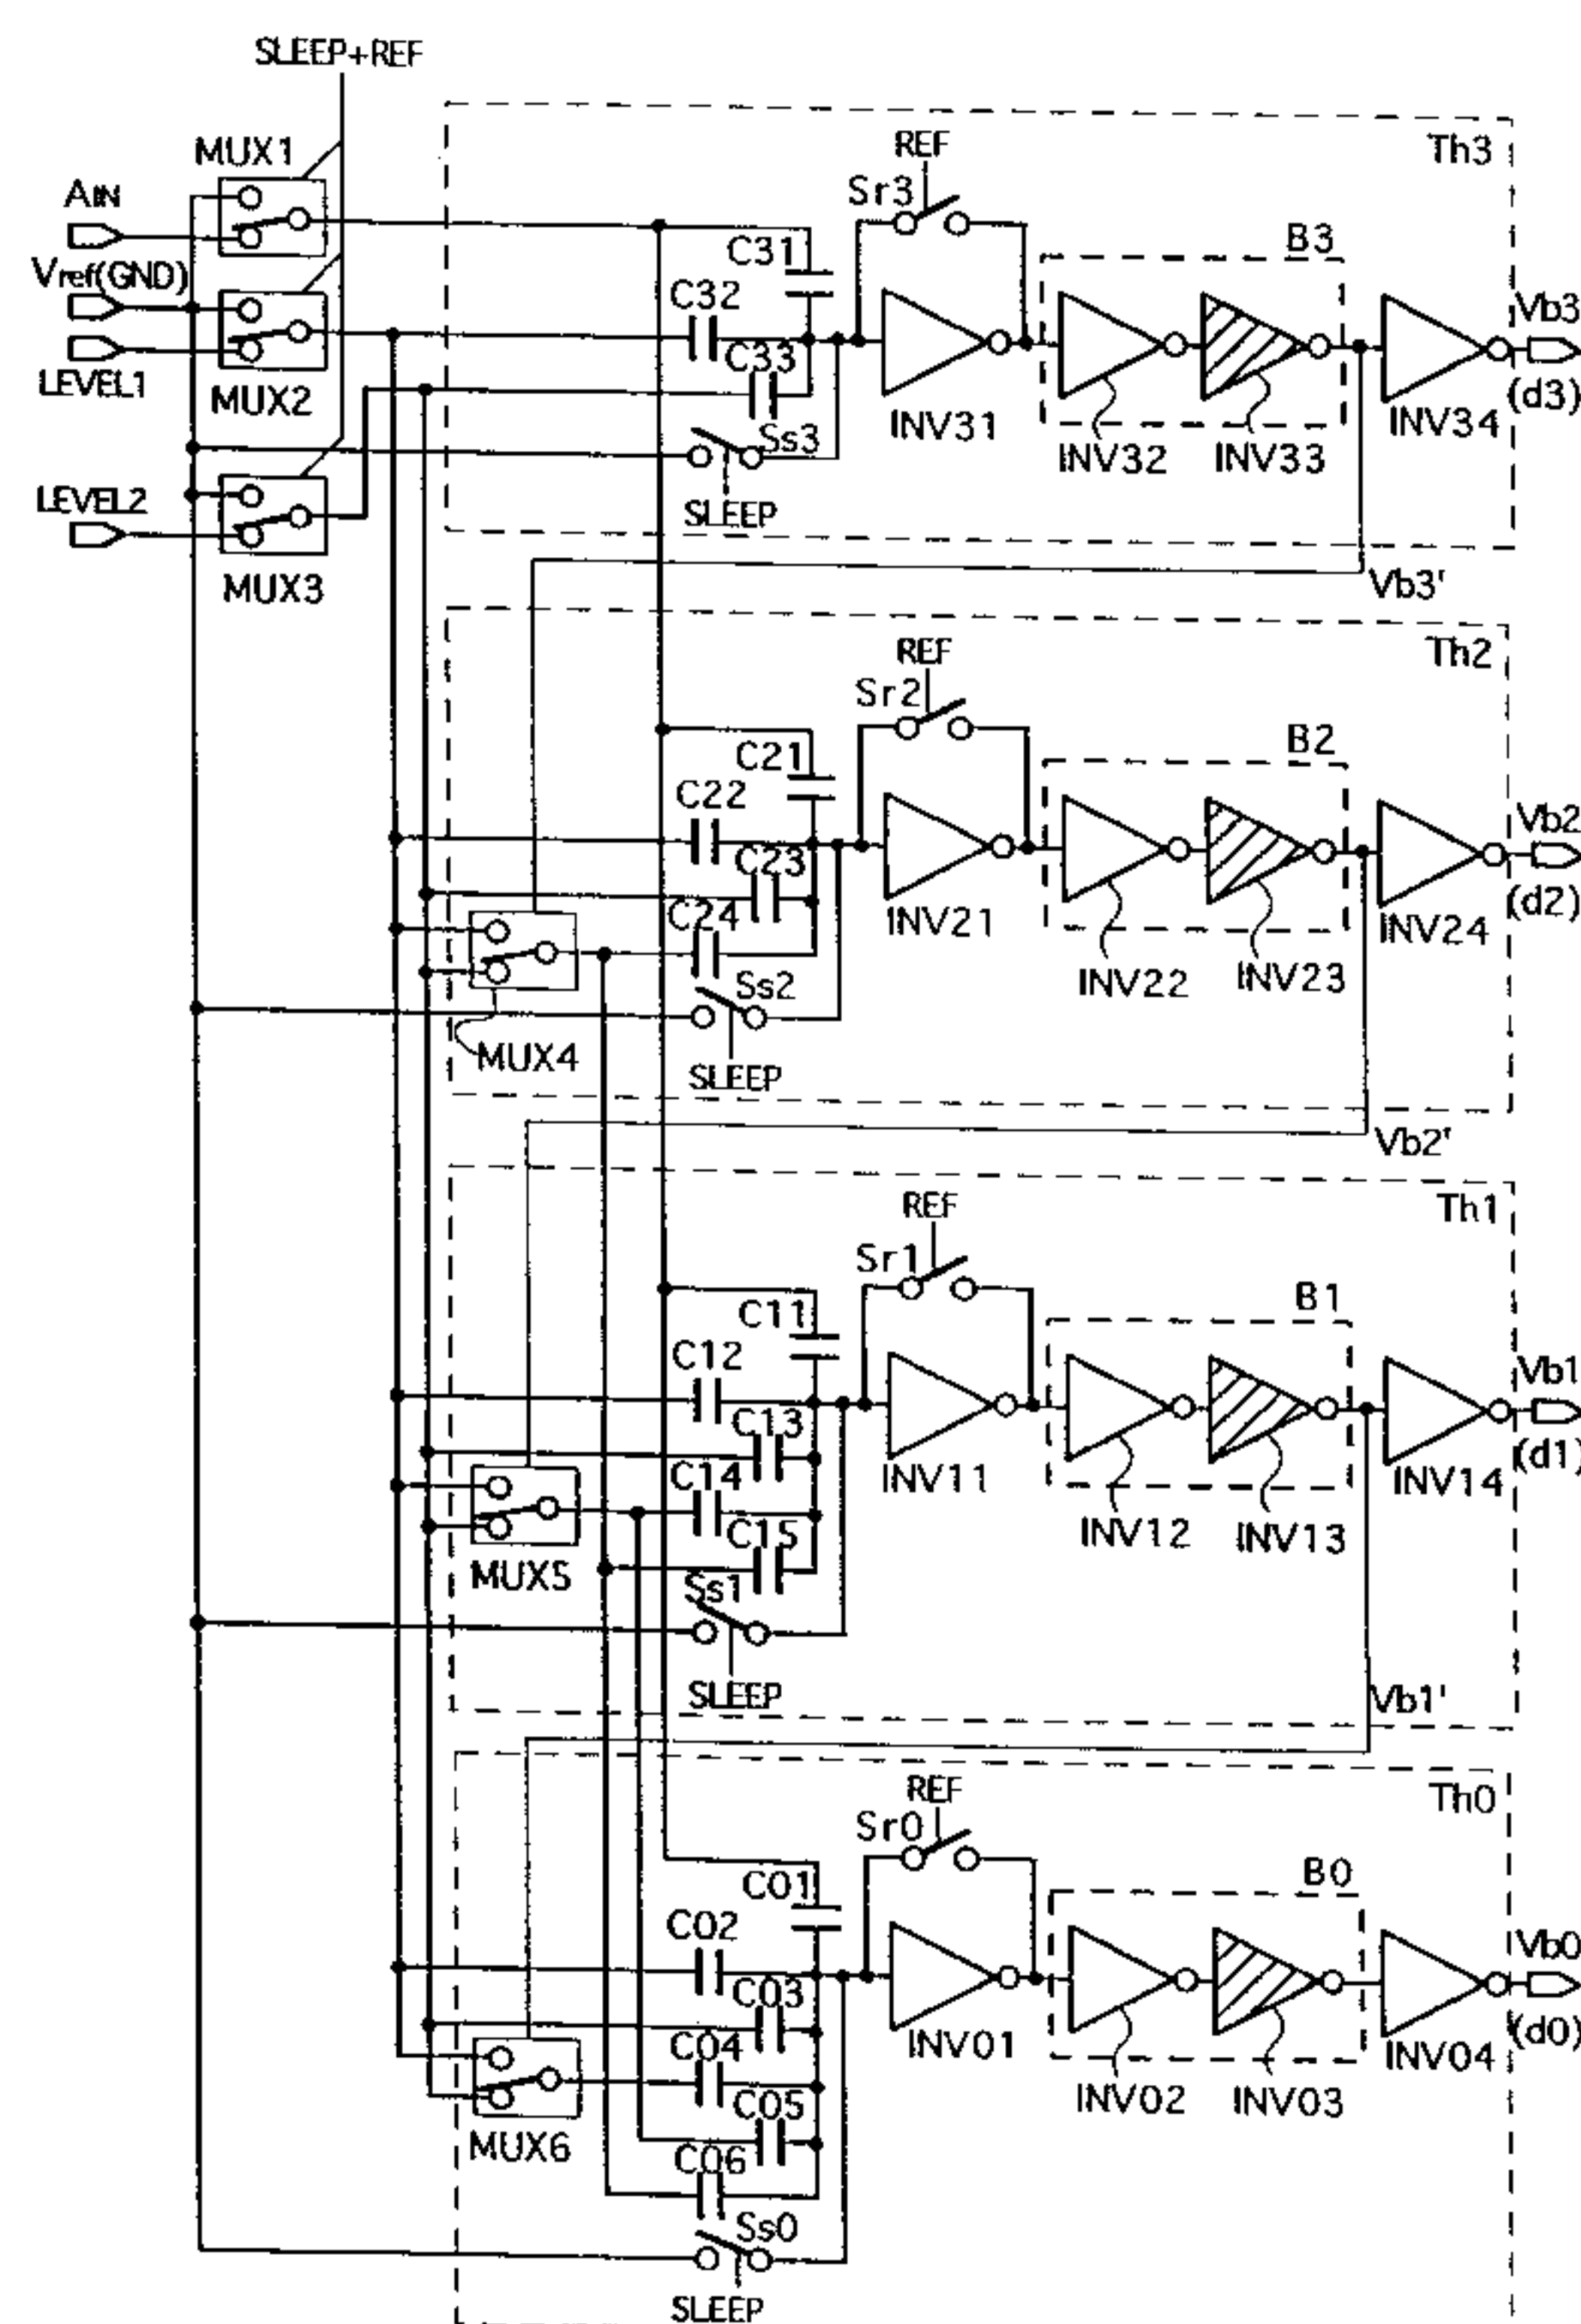 SLEEP+REF
MUX1
AIN
Vref(GND)
LEVEL1
MUX2
LEVEL2
MUX3
Th3
REF
Sr3
B3
C31
C32
C33
Ss3
SLEEP
INV31
INV32
INV33
INV34
Vb3
(d3)
Vb3'
Th2
REF
Sr2
B2
C21
C22
C23
C24
Ss2
MUX4
SLEEP
INV21
INV22
INV23
INV24
Vb2
(d2)
Vb2'
Th1
REF
Sr1
B1
C11
C12
C13
C14
C15
MUX5
Ss1
SLEEP
INV11
INV12
INV13
INV14
Vb1
(d1)
Vb1'
Th0
REF
Sr0
B0
C01
C02
C03
C04
C05
C06
MUX6
Ss0
SLEEP
INV01
INV02
INV03
INV04
Vb0
(d0)